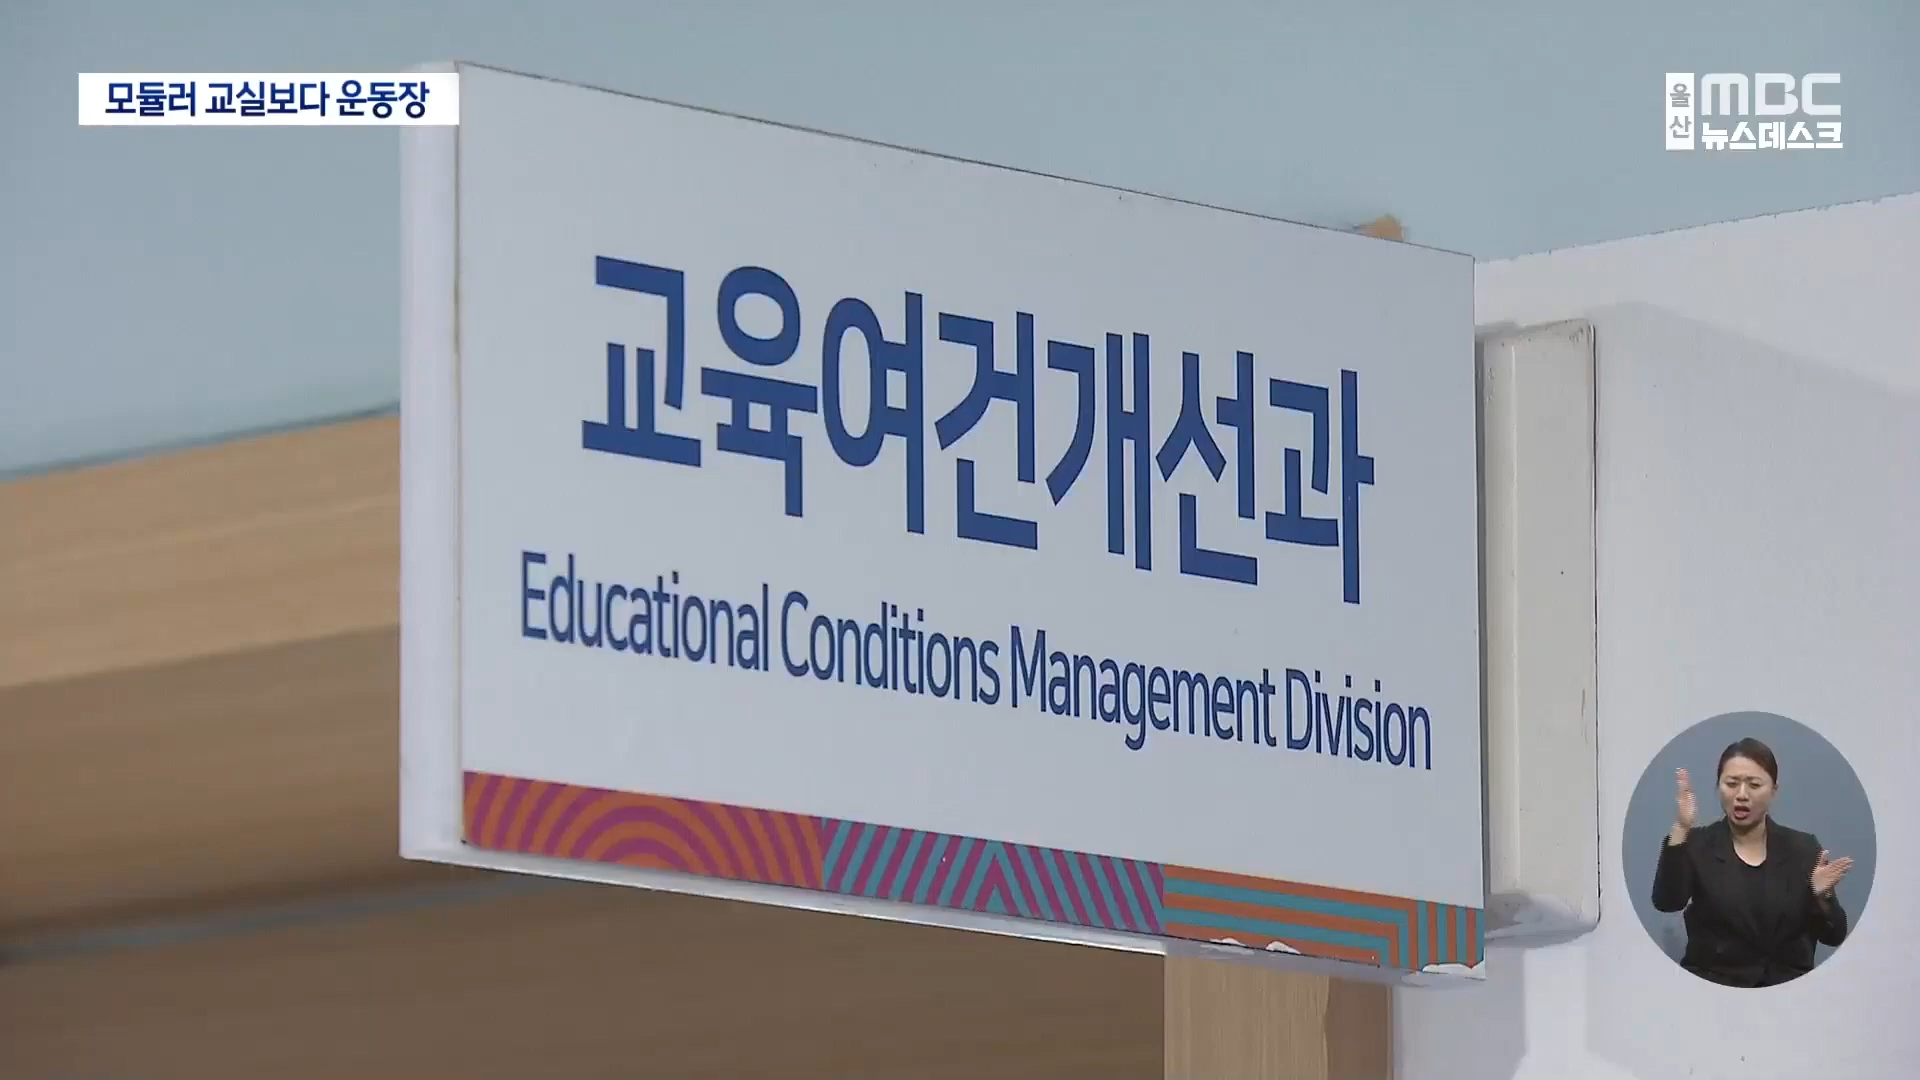 모듈러 교실보다 운동장
울산
MBC
뉴스데스크
교육여건개선과
Educational Conditions Management Division